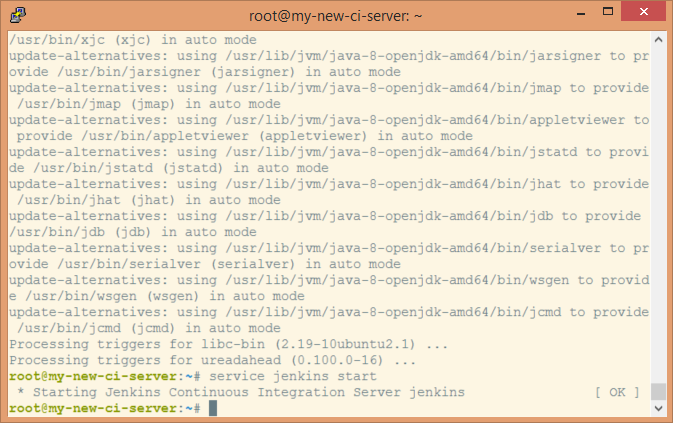 root@my-new-ci-server: ~
/usr/bin/xjc (xjc) in auto mode
update-alternatives: using /usr/lib/jvm/java-8-openjdk-amd64/bin/jarsigner to pr
ovide /usr/bin/jarsigner (jarsigner) in auto mode
update-alternatives: using /usr/lib/jvm/java-8-openjdk-amd64/bin/jmap to provide
 /usr/bin/jmap (jmap) in auto mode
update-alternatives: using /usr/lib/jvm/java-8-openjdk-amd64/bin/appletviewer to
 provide /usr/bin/appletviewer (appletviewer) in auto mode
update-alternatives: using /usr/lib/jvm/java-8-openjdk-amd64/bin/jstatd to provi
de /usr/bin/jstatd (jstatd) in auto mode
update-alternatives: using /usr/lib/jvm/java-8-openjdk-amd64/bin/jhat to provide
 /usr/bin/jhat (jhat) in auto mode
update-alternatives: using /usr/lib/jvm/java-8-openjdk-amd64/bin/jdb to provide
/usr/bin/jdb (jdb) in auto mode
update-alternatives: using /usr/lib/jvm/java-8-openjdk-amd64/bin/serialver to pr
ovide /usr/bin/serialver (serialver) in auto mode
update-alternatives: using /usr/lib/jvm/java-8-openjdk-amd64/bin/wsgen to provid
e /usr/bin/wsgen (wsgen) in auto mode
update-alternatives: using /usr/lib/jvm/java-8-openjdk-amd64/bin/jcmd to provide
 /usr/bin/jcmd (jcmd) in auto mode
Processing triggers for libc-bin (2.19-10ubuntu2.1) ...
Processing triggers for ureadahead (0.100.0-16) ...
root@my-new-ci-server:~# service jenkins start
 * Starting Jenkins Continuous Integration Server jenkins [ OK ]
root@my-new-ci-server:~#